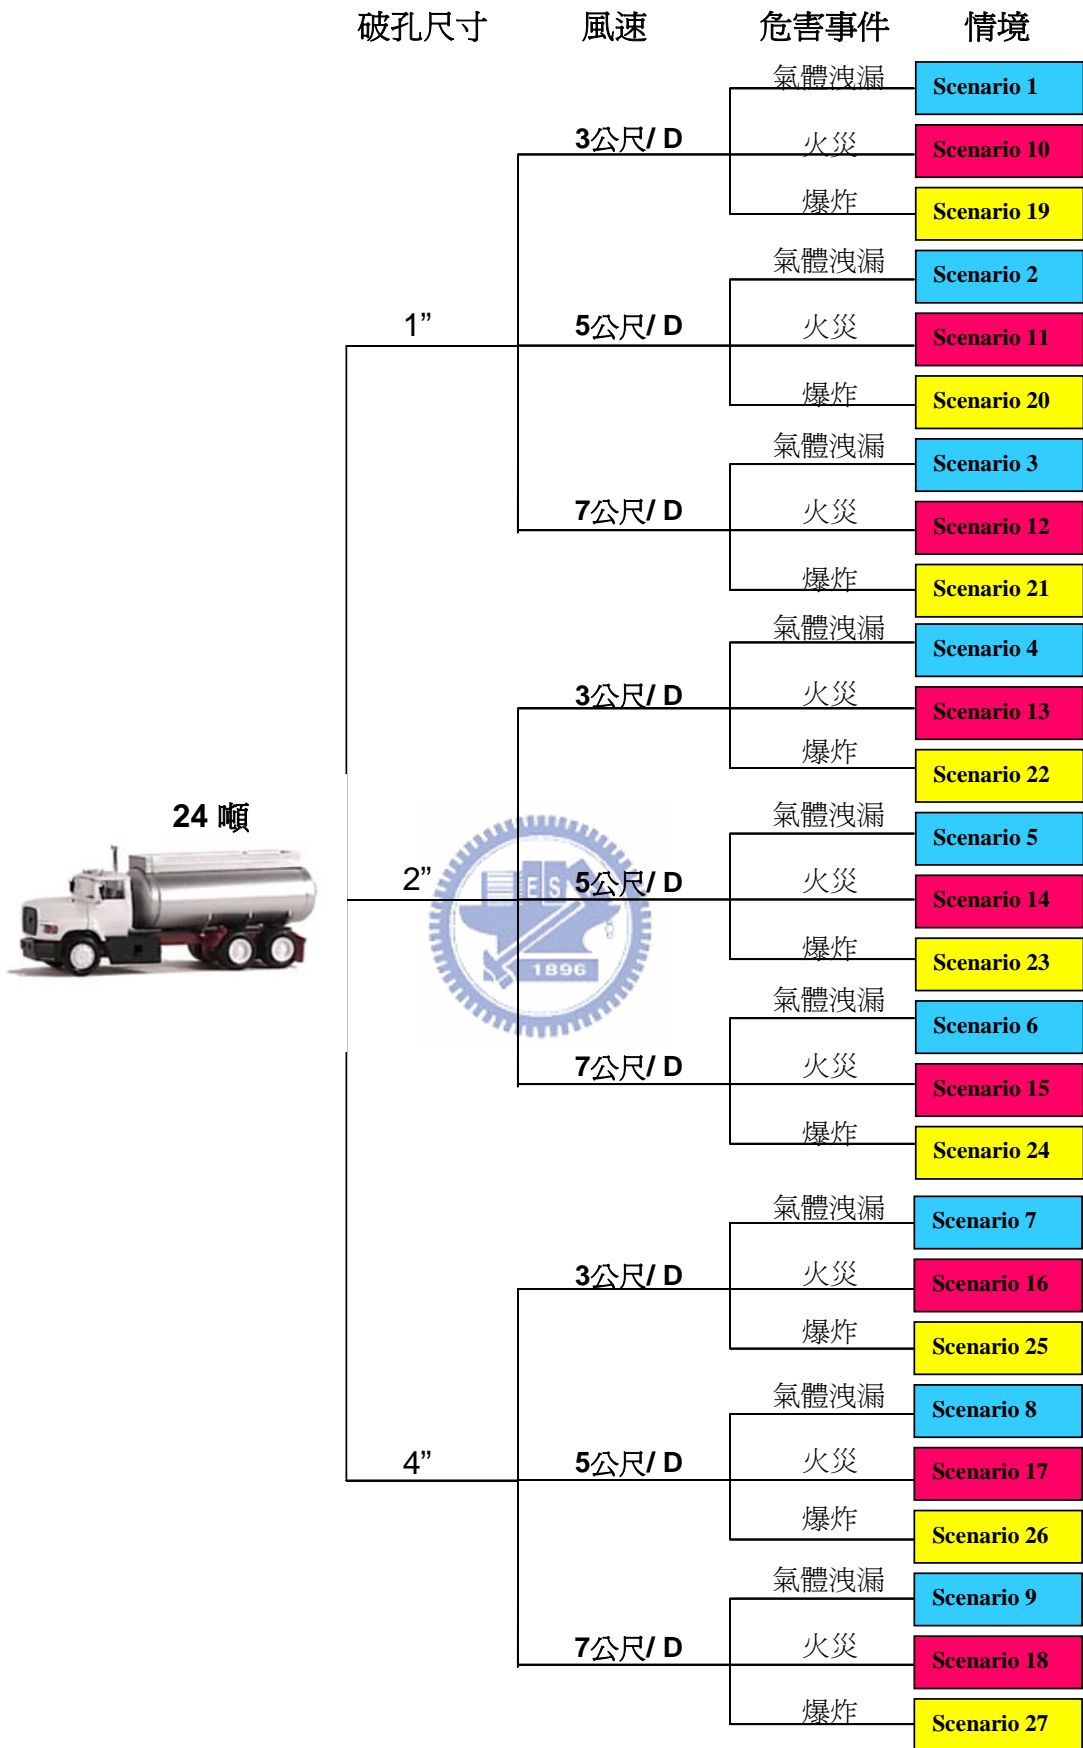 破孔尺寸 風速 危害事件 情境
氣體洩漏 Scenario 1
3公尺/ D 火災 Scenario 10
爆炸 Scenario 19
氣體洩漏 Scenario 2
1” 5公尺/ D 火災 Scenario 11
爆炸 Scenario 20
氣體洩漏 Scenario 3
7公尺/ D 火災 Scenario 12
爆炸 Scenario 21
氣體洩漏 Scenario 4
3公尺/ D 火災 Scenario 13
爆炸 Scenario 22
24 噸
氣體洩漏 Scenario 5
2” ES 5公尺/ D 火災 Scenario 14
爆炸 Scenario 23
1896
氣體洩漏 Scenario 6
7公尺/ D 火災 Scenario 15
爆炸 Scenario 24
氣體洩漏 Scenario 7
3公尺/ D 火災 Scenario 16
爆炸 Scenario 25
氣體洩漏 Scenario 8
4” 5公尺/ D 火災 Scenario 17
爆炸 Scenario 26
氣體洩漏 Scenario 9
7公尺/ D 火災 Scenario 18
爆炸 Scenario 27